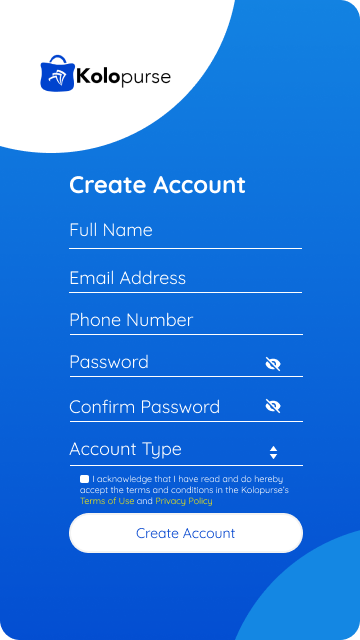 Kolopurse
Create Account
Full Name
Email Address
Phone Number
Password
Confirm Password
Account Type
I acknowledge that I have read and do hereby
accept the terms and conditions in the Kolopurse's
Terms of Use and Privacy Policy
Create Account